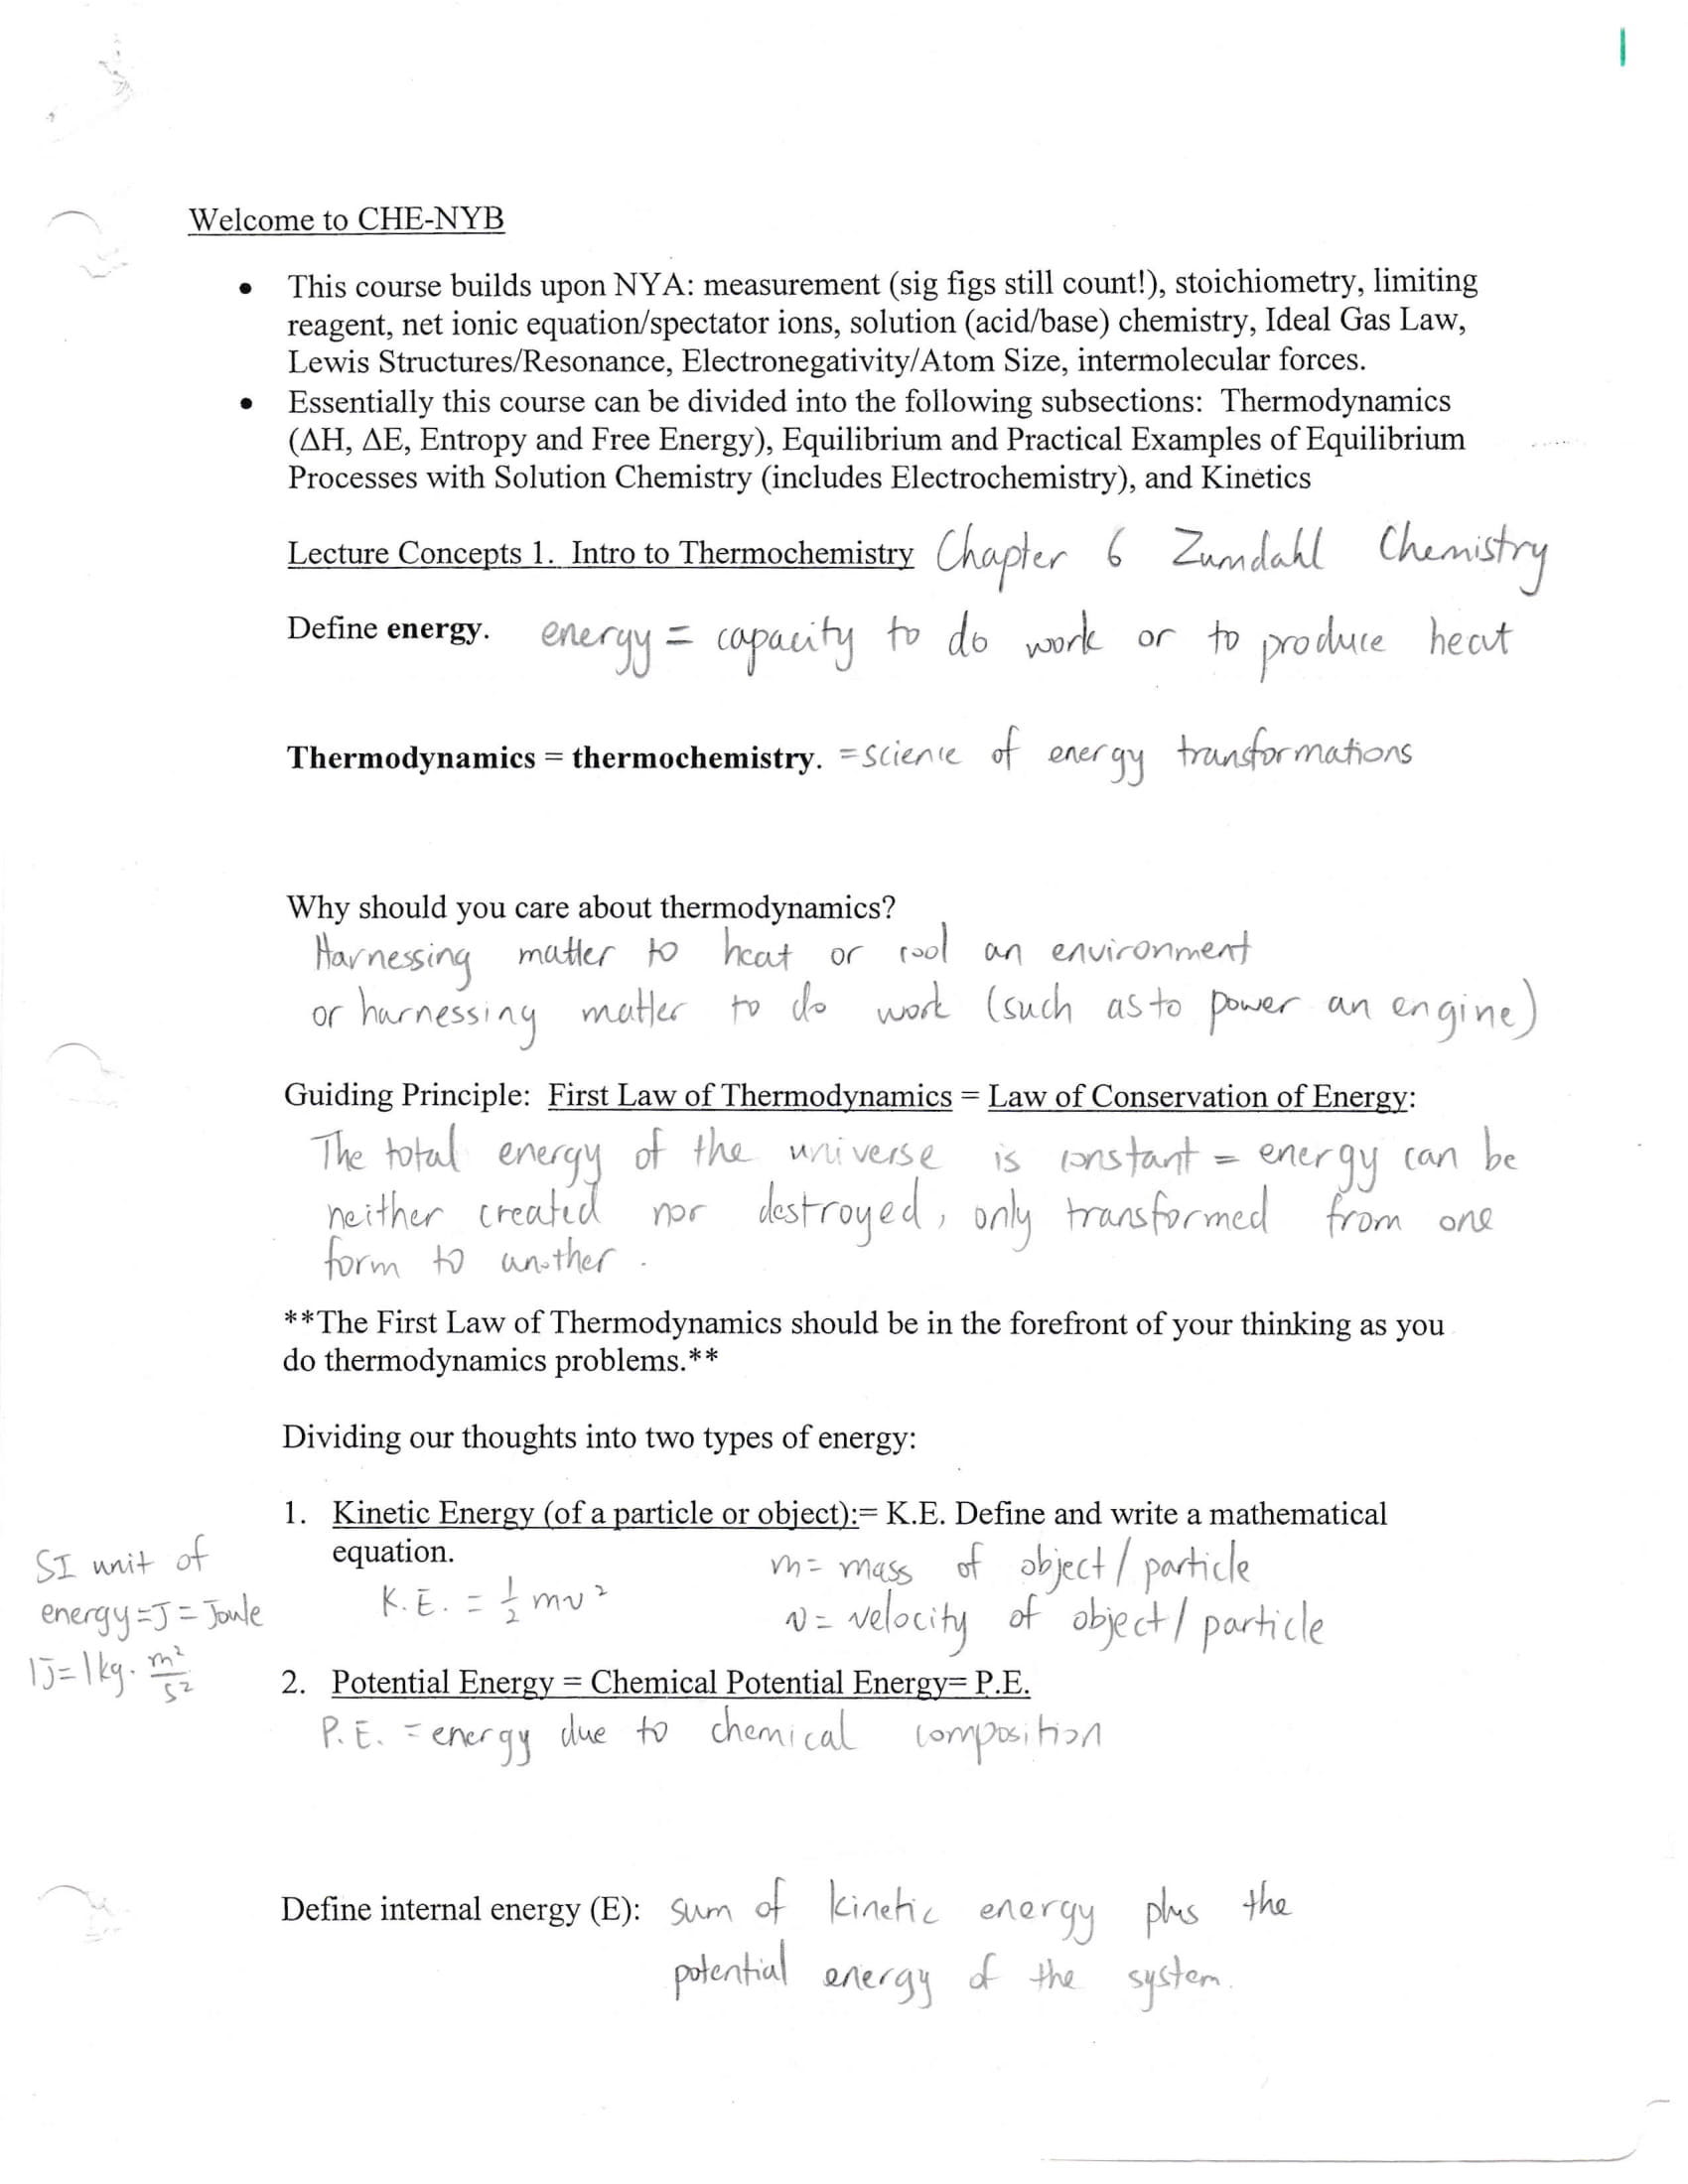 1
Welcome to CHE-NYB
• This course builds upon NYA: measurement (sig figs still count!), stoichiometry, limiting
reagent, net ionic equation/spectator ions, solution (acid/base) chemistry, Ideal Gas Law,
Lewis Structures/Resonance, Electronegativity/Atom Size, intermolecular forces.
• Essentially this course can be divided into the following subsections: Thermodynamics
(ΔH, ΔE, Entropy and Free Energy), Equilibrium and Practical Examples of Equilibrium
Processes with Solution Chemistry (includes Electrochemistry), and Kinetics
Lecture Concepts 1. Intro to Thermochemistry Chapter 6 Zumdahl Chemistry
Define energy. energy = capacity to do work or to produce heat
Thermodynamics = thermochemistry. = science of energy transformations
Why should you care about thermodynamics?
Harnessing matter to heat or cool an environment
or harnessing matter to do work (such as to power an engine)
Guiding Principle: First Law of Thermodynamics = Law of Conservation of Energy:
The total energy of the universe is constant = energy can be
neither created nor destroyed, only transformed from one
form to another.
**The First Law of Thermodynamics should be in the forefront of your thinking as you
do thermodynamics problems.**
Dividing our thoughts into two types of energy:
1. Kinetic Energy (of a particle or object):= K.E. Define and write a mathematical
equation.
m = mass of object / particle
K.E. = 1/2 mv²
v = velocity of object / particle
SI unit of
energy = J = Joule
1J = 1kg · m²/s²
2. Potential Energy = Chemical Potential Energy= P.E.
P.E. = energy due to chemical composition
Define internal energy (E): sum of kinetic energy plus the
potential energy of the system.